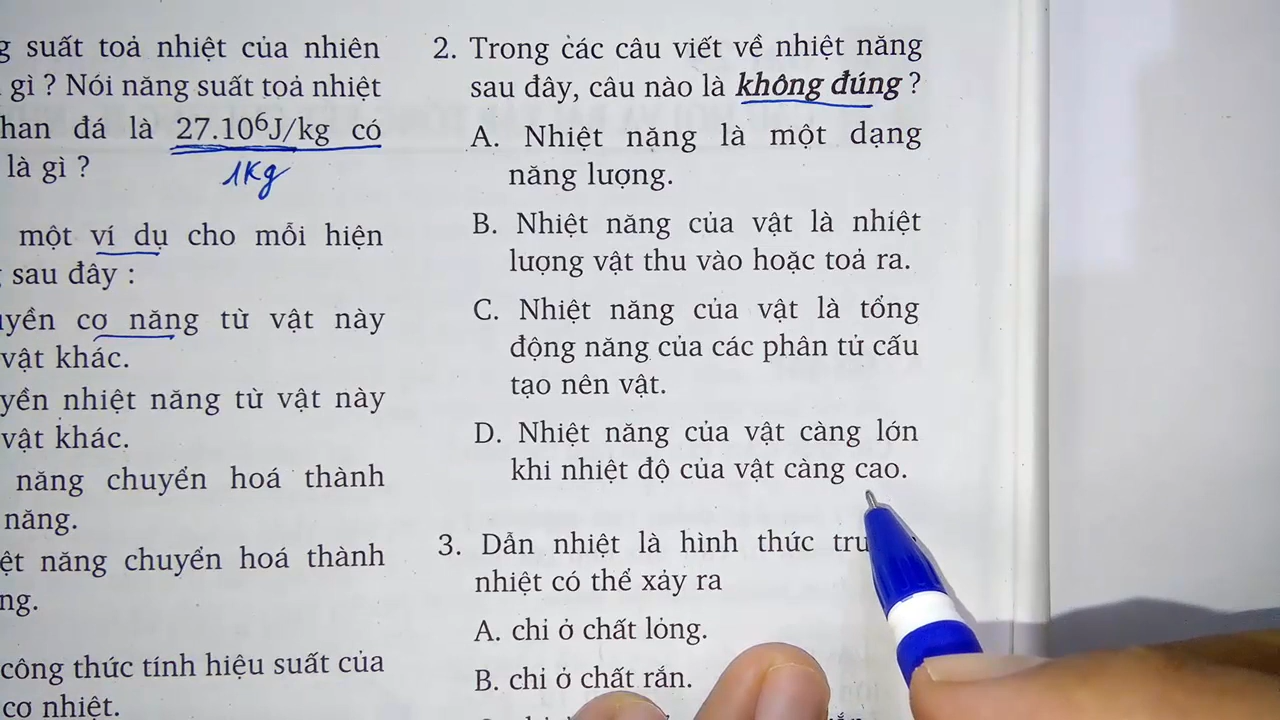 suất toả nhiệt của nhiên
gì ? Nói năng suất toả nhiệt
than đá là 27.10⁶J/kg có
là gì ?
1Kg
một ví dụ cho mỗi hiện
sau đây :
cơ năng từ vật này
vật khác.
nhiệt năng từ vật này
vật khác.
năng chuyển hoá thành
năng.
năng chuyển hoá thành
công thức tính hiệu suất của
cơ nhiệt.
2. Trong các câu viết về nhiệt năng
sau đây, câu nào là không đúng ?
A. Nhiệt năng là một dạng
năng lượng.
B. Nhiệt năng của vật là nhiệt
lượng vật thu vào hoặc toả ra.
C. Nhiệt năng của vật là tổng
động năng của các phân tử cấu
tạo nên vật.
D. Nhiệt năng của vật càng lớn
khi nhiệt độ của vật càng cao.
3. Dẫn nhiệt là hình thức
nhiệt có thể xảy ra
A. chỉ ở chất lỏng.
B. chỉ ở chất rắn.